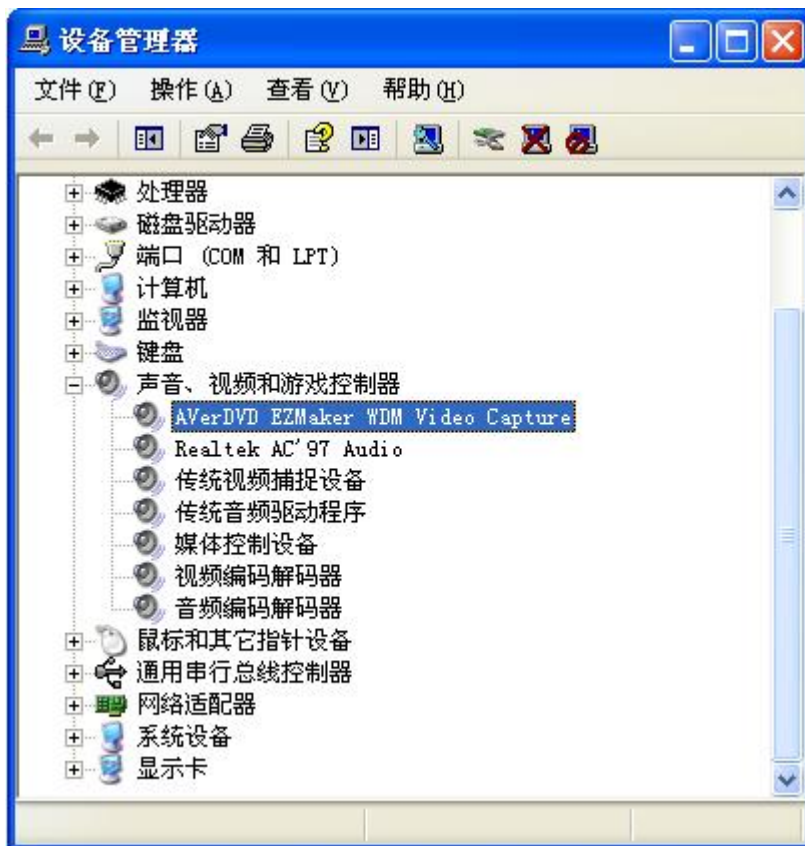 设备管理器
文件(F) 操作(A) 查看(V) 帮助(H)
处理器
磁盘驱动器
端口 (COM 和 LPT)
计算机
监视器
键盘
声音、视频和游戏控制器
AVerDVD EZMaker WDM Video Capture
Realtek AC'97 Audio
传统视频捕捉设备
传统音频驱动程序
媒体控制设备
视频编码解码器
音频编码解码器
鼠标和其它指针设备
通用串行总线控制器
网络适配器
系统设备
显示卡